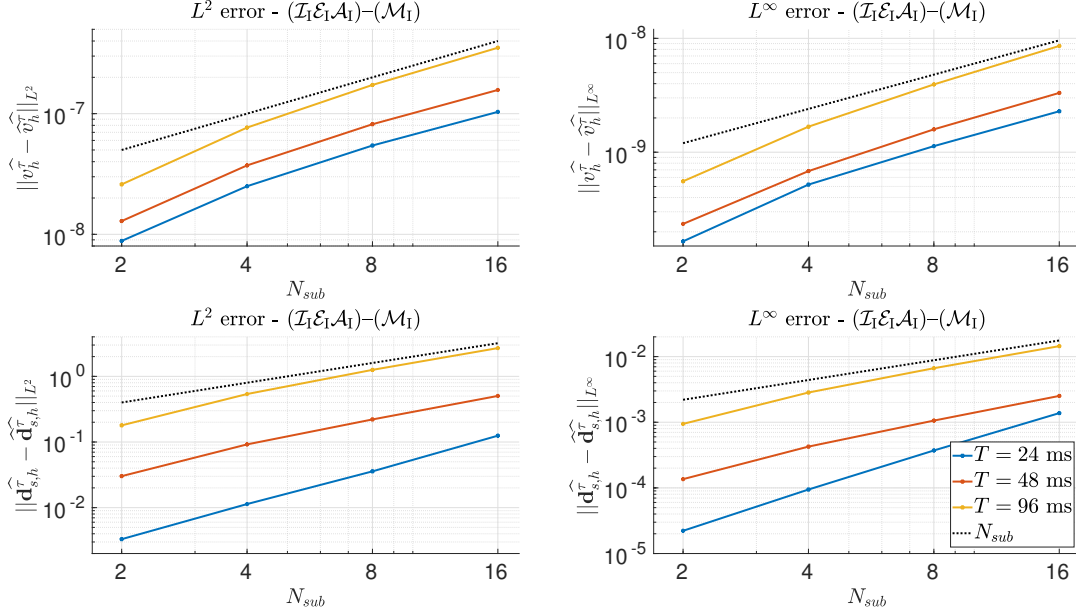 L² error - (𝓘_I𝓔_I𝓐_I)–(𝓜_I)
10⁻⁷
10⁻⁸
||v̂_h^τ − v̂̃_h^τ||_{L²}
2 4 8 16
N_sub
L^∞ error - (𝓘_I𝓔_I𝓐_I)–(𝓜_I)
10⁻⁸
10⁻⁹
||v̂_h^τ − v̂̃_h^τ||_{L^∞}
2 4 8 16
N_sub
L² error - (𝓘_I𝓔_I𝓐_I)–(𝓜_I)
10⁰
10⁻¹
10⁻²
||𝐝̂_{s,h}^τ − 𝐝̂̃_{s,h}^τ||_{L²}
2 4 8 16
N_sub
L^∞ error - (𝓘_I𝓔_I𝓐_I)–(𝓜_I)
10⁻²
10⁻³
10⁻⁴
10⁻⁵
||𝐝̂_{s,h}^τ − 𝐝̂̃_{s,h}^τ||_{L^∞}
2 4 8 16
N_sub
T = 24 ms
T = 48 ms
T = 96 ms
N_sub